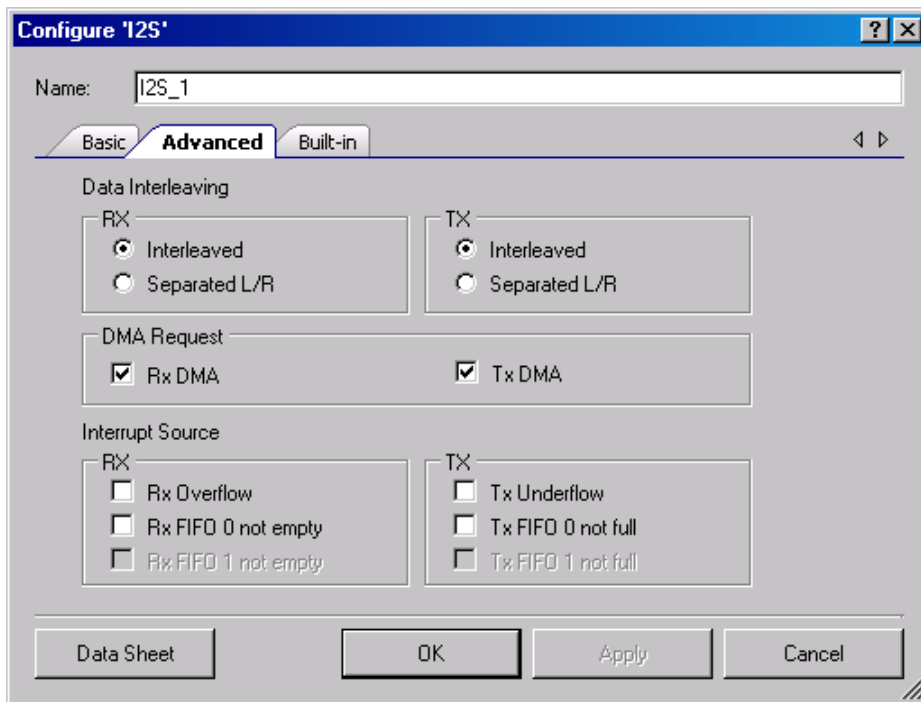 Configure 'I2S'
Name: I2S_1
Basic Advanced Built-in
Data Interleaving
RX TX
Interleaved Interleaved
Separated L/R Separated L/R
DMA Request
Rx DMA Tx DMA
Interrupt Source
RX TX
Rx Overflow Tx Underflow
Rx FIFO 0 not empty Tx FIFO 0 not full
Rx FIFO 1 not empty Tx FIFO 1 not full
Data Sheet OK Apply Cancel